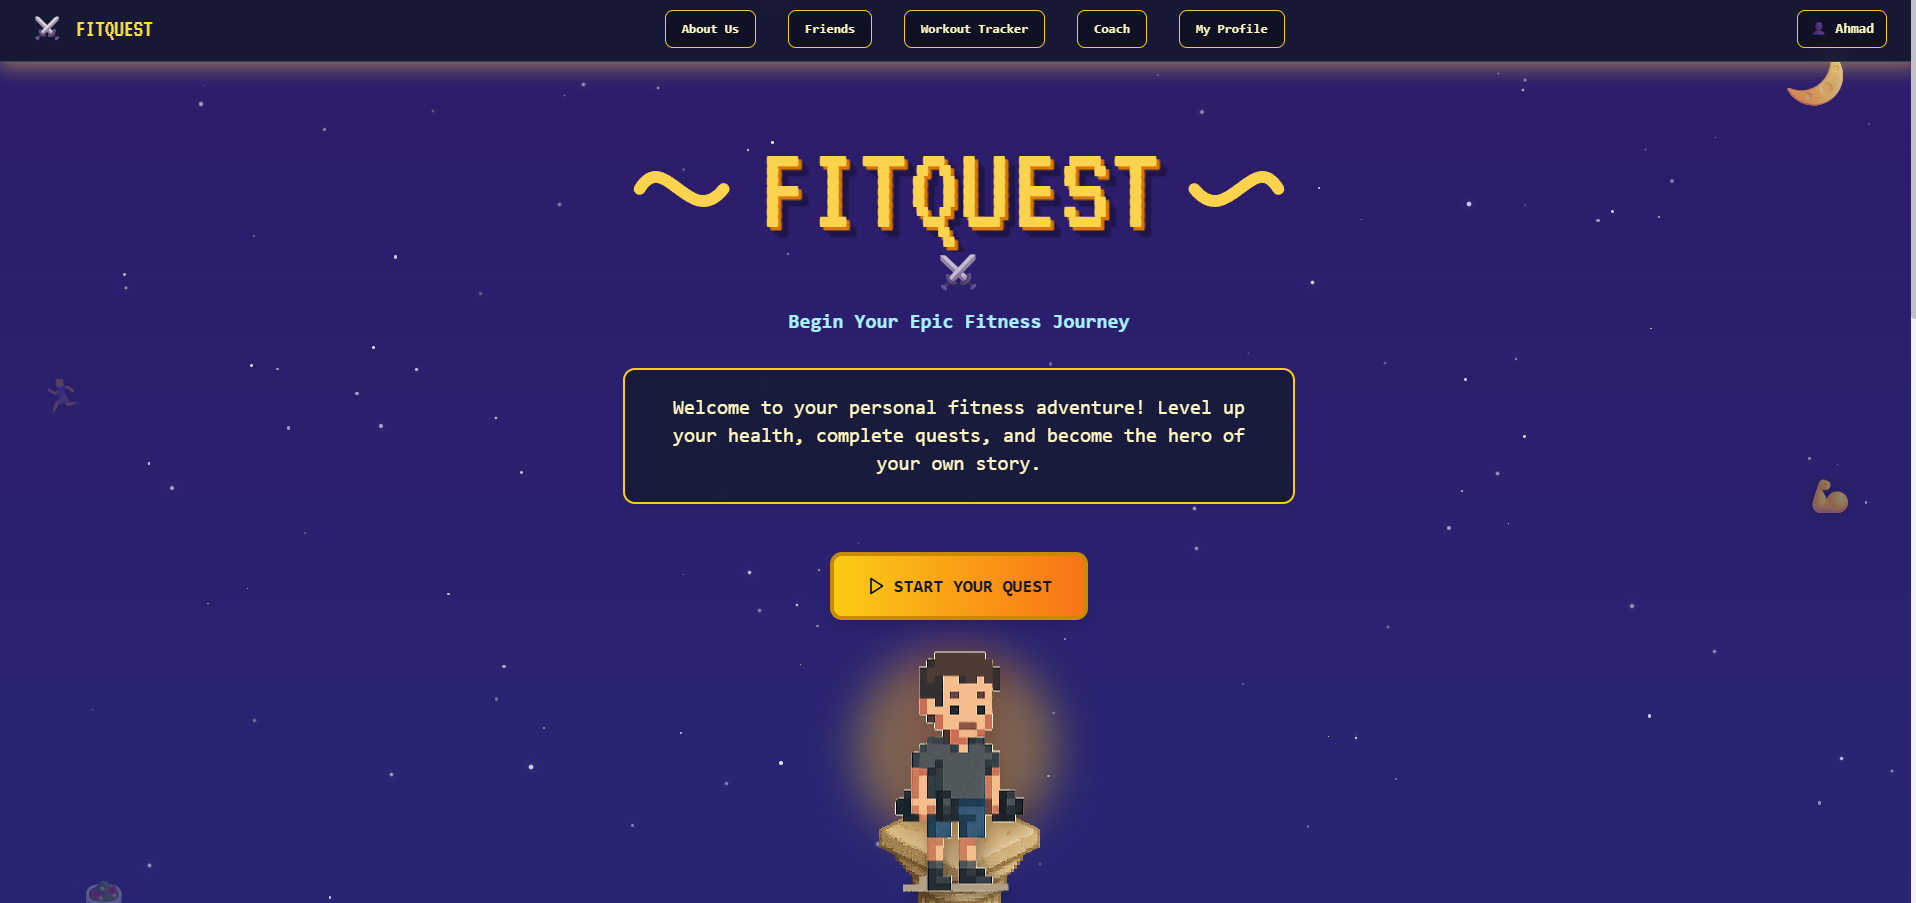 FITQUEST
About Us
Friends
Workout Tracker
Coach
My Profile
Ahmad
FITQUEST
Begin Your Epic Fitness Journey
Welcome to your personal fitness adventure! Level up
your health, complete quests, and become the hero of
your own story.
START YOUR QUEST